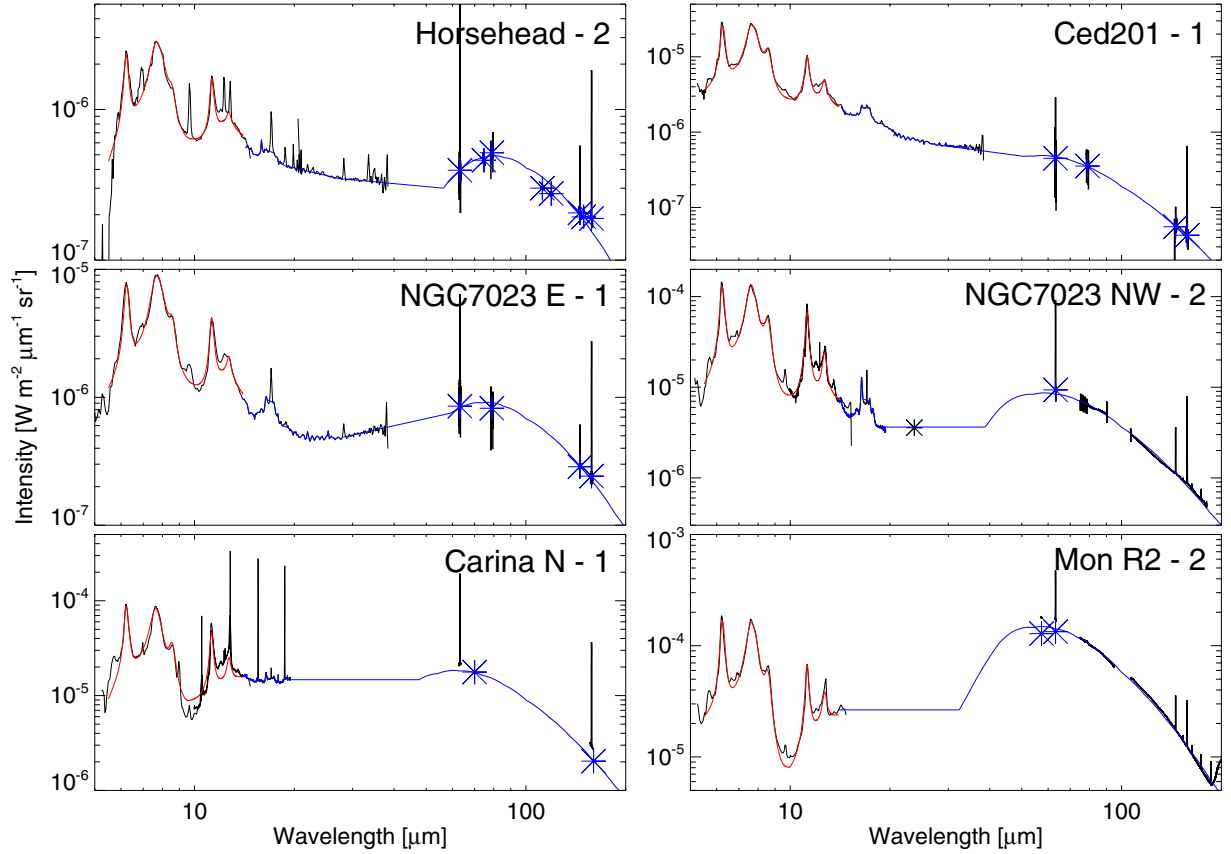 Horsehead - 2
Ced201 - 1
10⁻⁶
10⁻⁷
10⁻⁵
10⁻⁶
10⁻⁷
NGC7023 E - 1
NGC7023 NW - 2
10⁻⁵
10⁻⁶
10⁻⁷
10⁻⁴
10⁻⁵
10⁻⁶
Carina N - 1
Mon R2 - 2
10⁻⁴
10⁻⁵
10⁻⁶
10⁻³
10⁻⁴
10⁻⁵
Intensity [W m⁻² μm⁻¹ sr⁻¹]
10
100
10
100
Wavelength [μm]
Wavelength [μm]